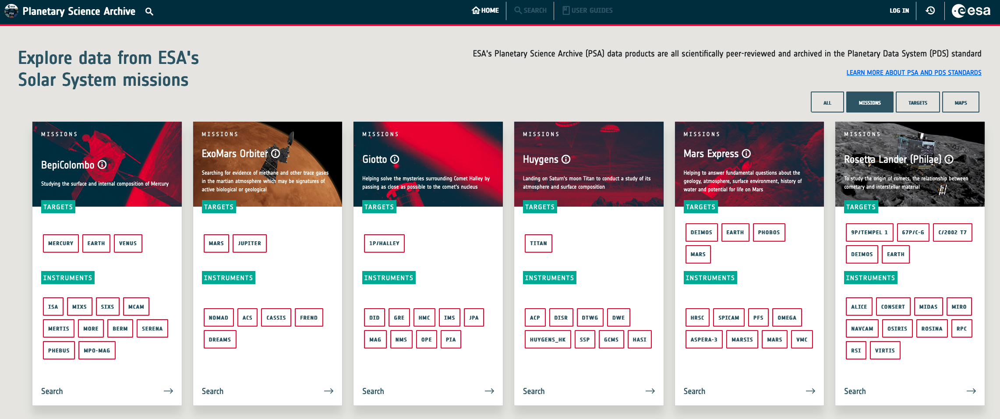 esa
PSA
Planetary Science Archive
HOME
SEARCH
USER GUIDES
LOG IN
esa
Explore data from ESA's
Solar System missions
ESA's Planetary Science Archive (PSA) data products are all scientifically peer-reviewed and archived in the Planetary Data System (PDS) standard
LEARN MORE ABOUT PSA AND PDS STANDARDS
ALL
MISSIONS
TARGETS
MAPS
MISSIONS
BepiColombo
Studying the surface and internal composition of Mercury
TARGETS
MERCURY EARTH VENUS
INSTRUMENTS
ISA MIXS SIXS MCAM
MERTIS MORE BERM SERENA
PHEBUS MPO-MAG
Search
MISSIONS
ExoMars Orbiter
Searching for evidence of methane and other trace gases
in the martian atmosphere which may be signatures of
active biological or geological
TARGETS
MARS JUPITER
INSTRUMENTS
NOMAD ACS CASSIS FREND
DREAMS
Search
MISSIONS
Giotto
Helping solve the mysteries surrounding Comet Halley by
passing as close as possible to the comet's nucleus
TARGETS
1P/HALLEY
INSTRUMENTS
DID GRE HMC IMS JPA
MAG NMS OPE PIA
Search
MISSIONS
Huygens
Landing on Saturn's moon Titan to conduct a study of its
atmosphere and surface composition
TARGETS
TITAN
INSTRUMENTS
ACP DISR DTWG DWE
HUYGENS_HK SSP GCMS HASI
Search
MISSIONS
Mars Express
Helping to answer fundamental questions about the
geology, atmosphere, surface environment, history of
water and potential for life on Mars
TARGETS
DEIMOS EARTH PHOBOS
MARS
INSTRUMENTS
HRSC SPICAM PFS OMEGA
ASPERA-3 MARSIS MARS VMC
Search
MISSIONS
Rosetta Lander (Philae)
To study the origin of comets, the relationship between
cometary and interstellar material
TARGETS
9P/TEMPEL 1 67P/C-G C/2002 T7
DEIMOS EARTH
INSTRUMENTS
ALICE CONSERT MIDAS MIRO
NAVCAM OSIRIS ROSINA RPC
RSI VIRTIS
Search